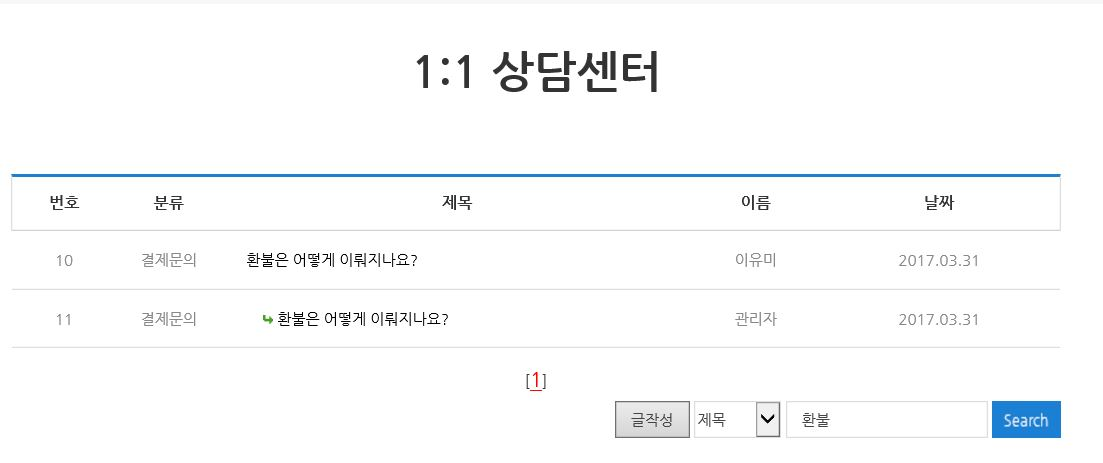 1:1 상담센터
번호 분류 제목 이름 날짜
10 결제문의 환불은 어떻게 이뤄지나요? 이유미 2017.03.31
11 결제문의 환불은 어떻게 이뤄지나요? 관리자 2017.03.31
[1]
글작성 제목 환불 Search